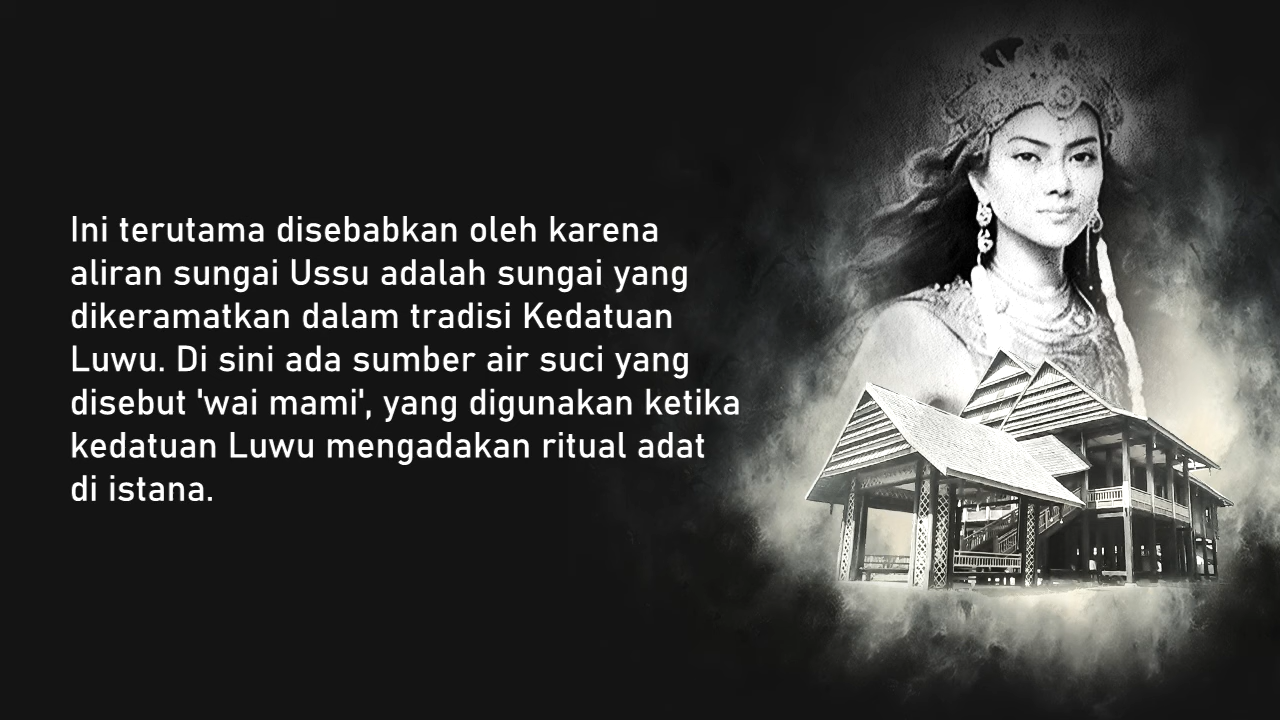 Ini terutama disebabkan oleh karena
aliran sungai Ussu adalah sungai yang
dikeramatkan dalam tradisi Kedatuan
Luwu. Di sini ada sumber air suci yang
disebut 'wai mami', yang digunakan ketika
kedatuan Luwu mengadakan ritual adat
di istana.